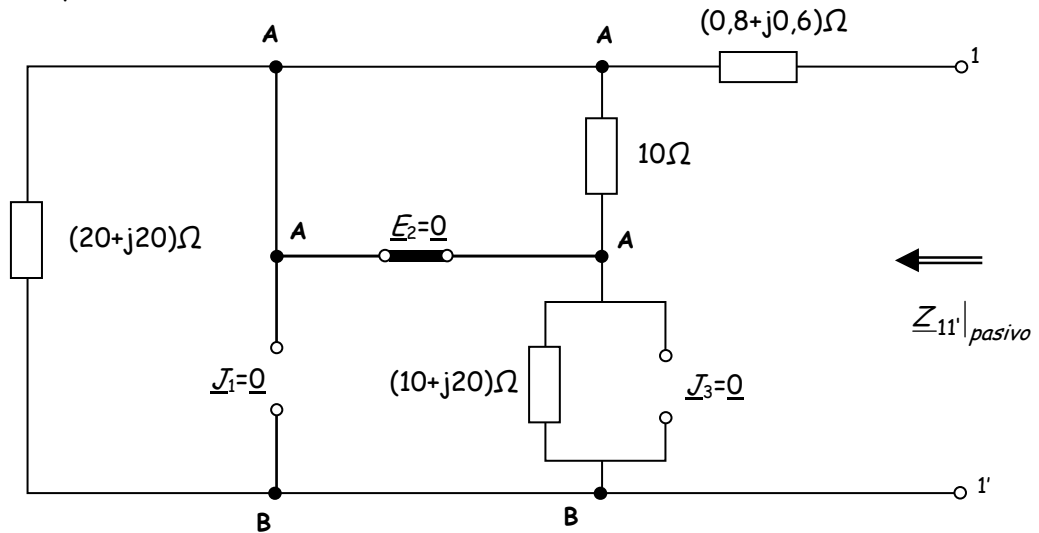 (0,8+j0,6)Ω
A
A
1
10Ω
(20+j20)Ω
A
E2=0
A
Z11'|pasivo
J1=0
(10+j20)Ω
J3=0
1'
B
B